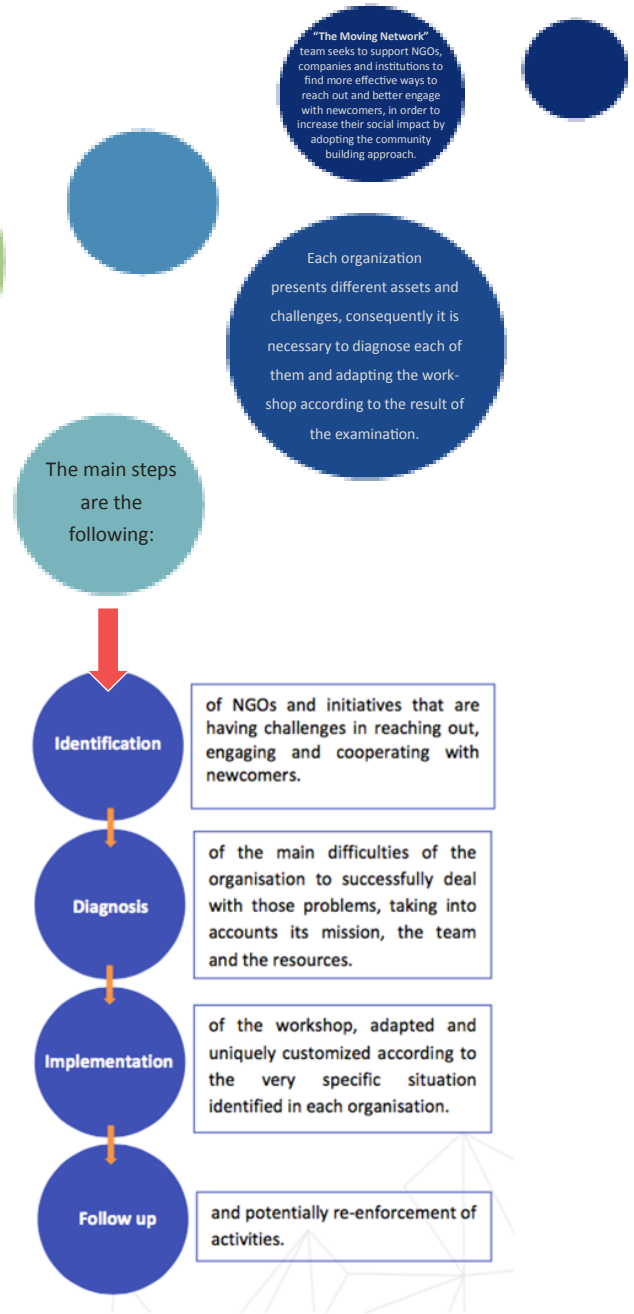 “The Moving Network”
team seeks to support NGOs,
companies and institutions to
find more effective ways to
reach out and better engage
with newcomers, in order to
increase their social impact by
adopting the community
building approach.
Each organization
presents different assets and
challenges, consequently it is
necessary to diagnose each of
them and adapting the work-
shop according to the result of
the examination.
The main steps
are the
following:
Identification
of NGOs and initiatives that are
having challenges in reaching out,
engaging and cooperating with
newcomers.
Diagnosis
of the main difficulties of the
organisation to successfully deal
with those problems, taking into
accounts its mission, the team
and the resources.
Implementation
of the workshop, adapted and
uniquely customized according to
the very specific situation
identified in each organisation.
Follow up
and potentially re-enforcement of
activities.